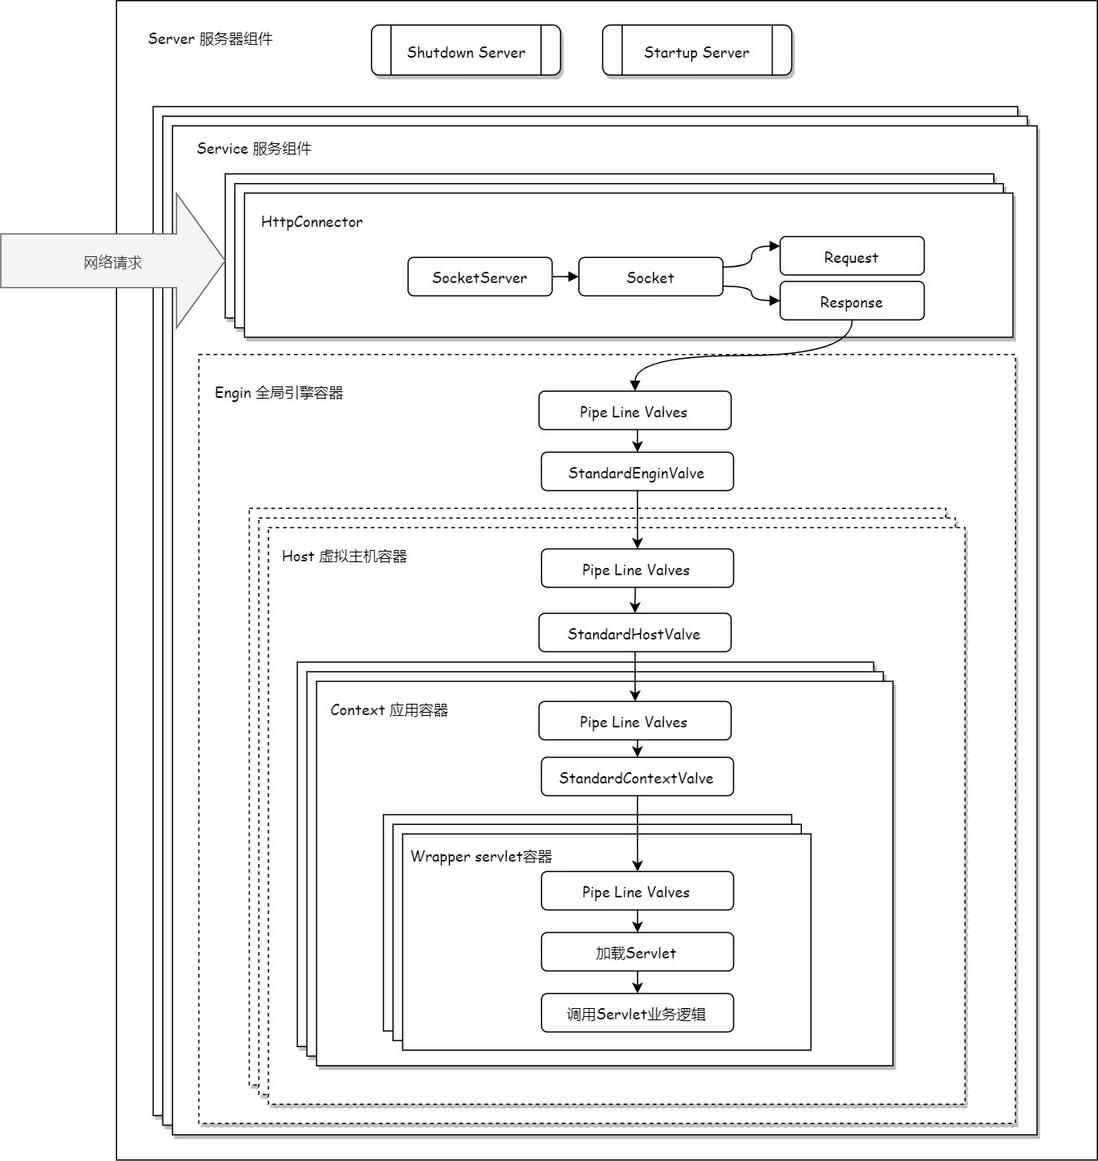 Server 服务器组件
Shutdown Server
Startup Server
Service 服务组件
网络请求
HttpConnector
SocketServer
Socket
Request
Response
Engin 全局引擎容器
Pipe Line Valves
StandardEnginValve
Host 虚拟主机容器
Pipe Line Valves
StandardHostValve
Context 应用容器
Pipe Line Valves
StandardContextValve
Wrapper servlet容器
Pipe Line Valves
加载Servlet
调用Servlet业务逻辑